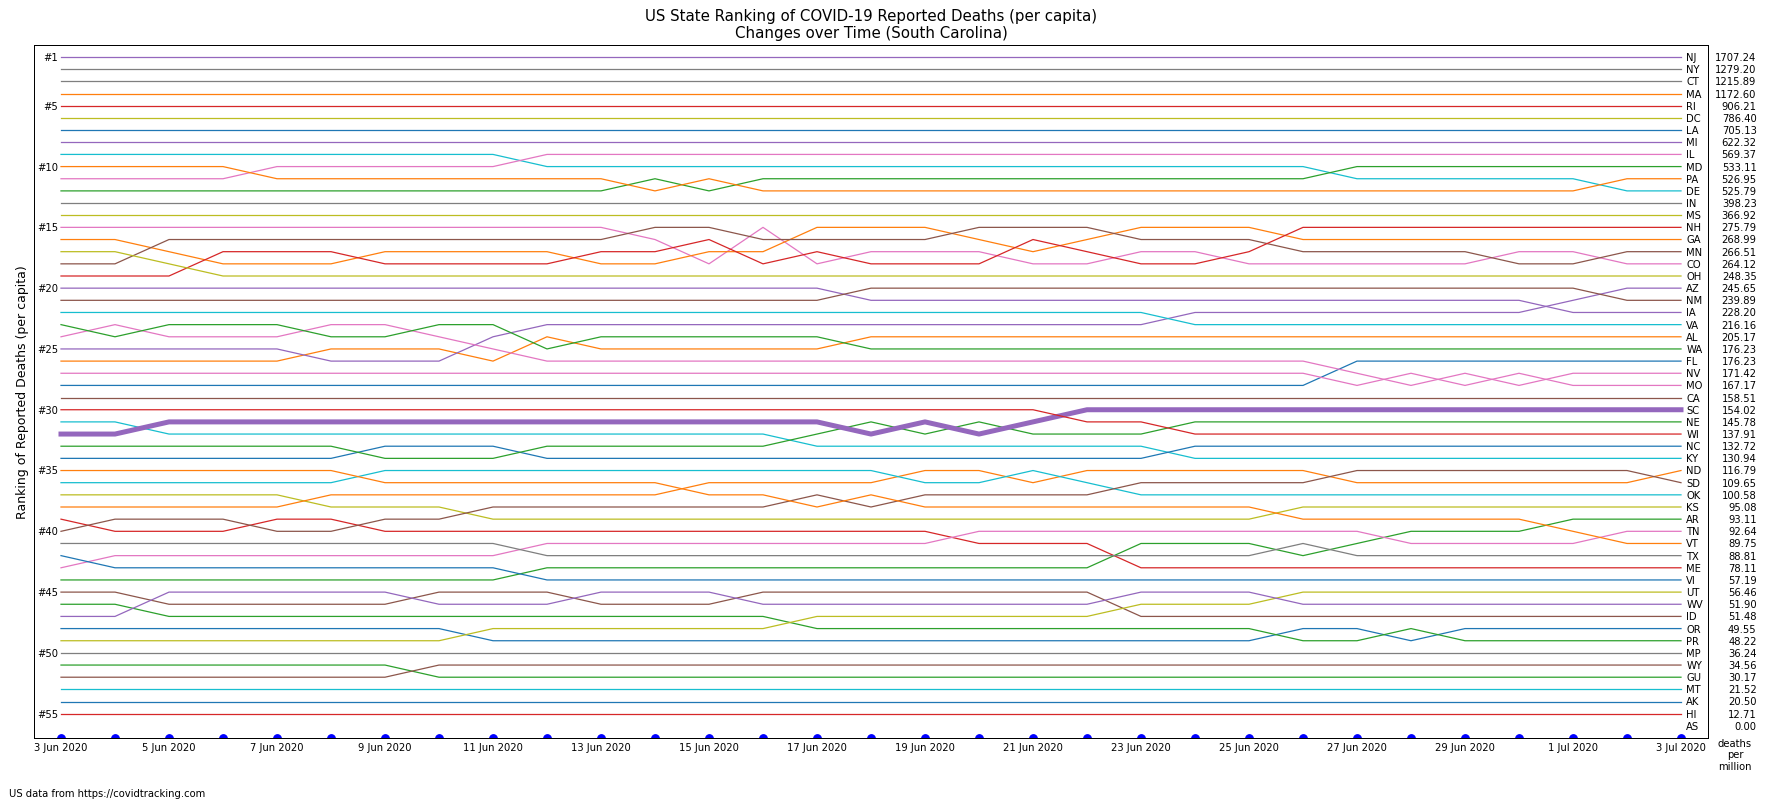 US State Ranking of COVID-19 Reported Deaths (per capita)
Changes over Time (South Carolina)
Ranking of Reported Deaths (per capita)
#1
#5
#10
#15
#20
#25
#30
#35
#40
#45
#50
#55
NJ 1707.24
NY 1279.20
CT 1215.89
MA 1172.60
RI 906.21
DC 786.40
LA 705.13
MI 622.32
IL 569.37
MD 533.11
PA 526.95
DE 525.79
IN 398.23
MS 366.92
NH 275.79
GA 268.99
MN 266.51
CO 264.12
OH 248.35
AZ 245.65
NM 239.89
IA 228.20
VA 216.16
AL 205.17
WA 176.23
FL 176.23
NV 171.42
MO 167.17
CA 158.51
SC 154.02
NE 145.78
WI 137.91
NC 132.72
KY 130.94
ND 116.79
SD 109.65
OK 100.58
KS 95.08
AR 93.11
TN 92.64
VT 89.75
TX 88.81
ME 78.11
VI 57.19
UT 56.46
WV 51.90
ID 51.48
OR 49.55
PR 48.22
MP 36.24
WY 34.56
GU 30.17
MT 21.52
AK 20.50
HI 12.71
AS 0.00
3 Jun 2020 5 Jun 2020 7 Jun 2020 9 Jun 2020 11 Jun 2020 13 Jun 2020 15 Jun 2020 17 Jun 2020 19 Jun 2020 21 Jun 2020 23 Jun 2020 25 Jun 2020 27 Jun 2020 29 Jun 2020 1 Jul 2020 3 Jul 2020
deaths
per
million
US data from https://covidtracking.com